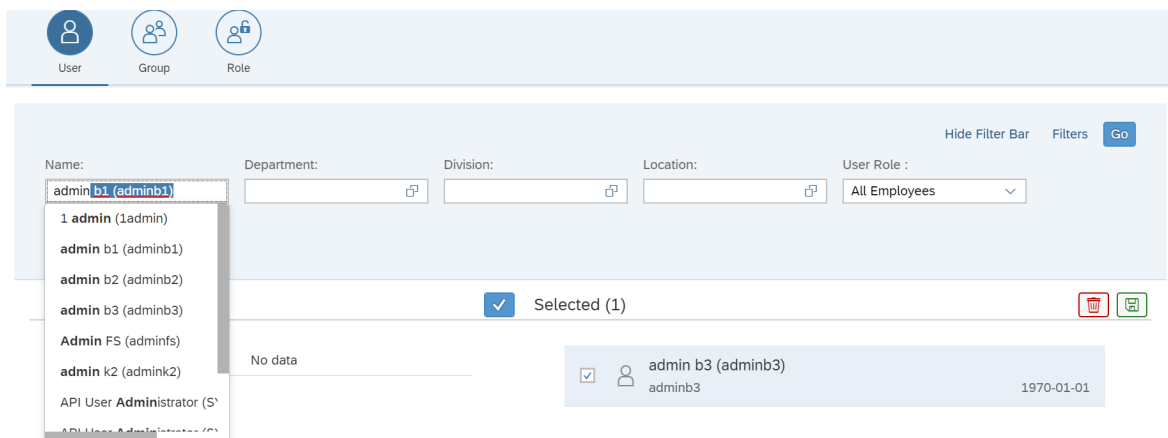 User Group Role
Hide Filter Bar Filters Go
Name: Department: Division: Location: User Role :
admin b1 (adminb1) All Employees
1 admin (1admin)
admin b1 (adminb1)
admin b2 (adminb2)
admin b3 (adminb3)
Admin FS (adminfs)
admin k2 (admink2)
API User Administrator (S
Selected (1)
No data
admin b3 (adminb3)
adminb3 1970-01-01